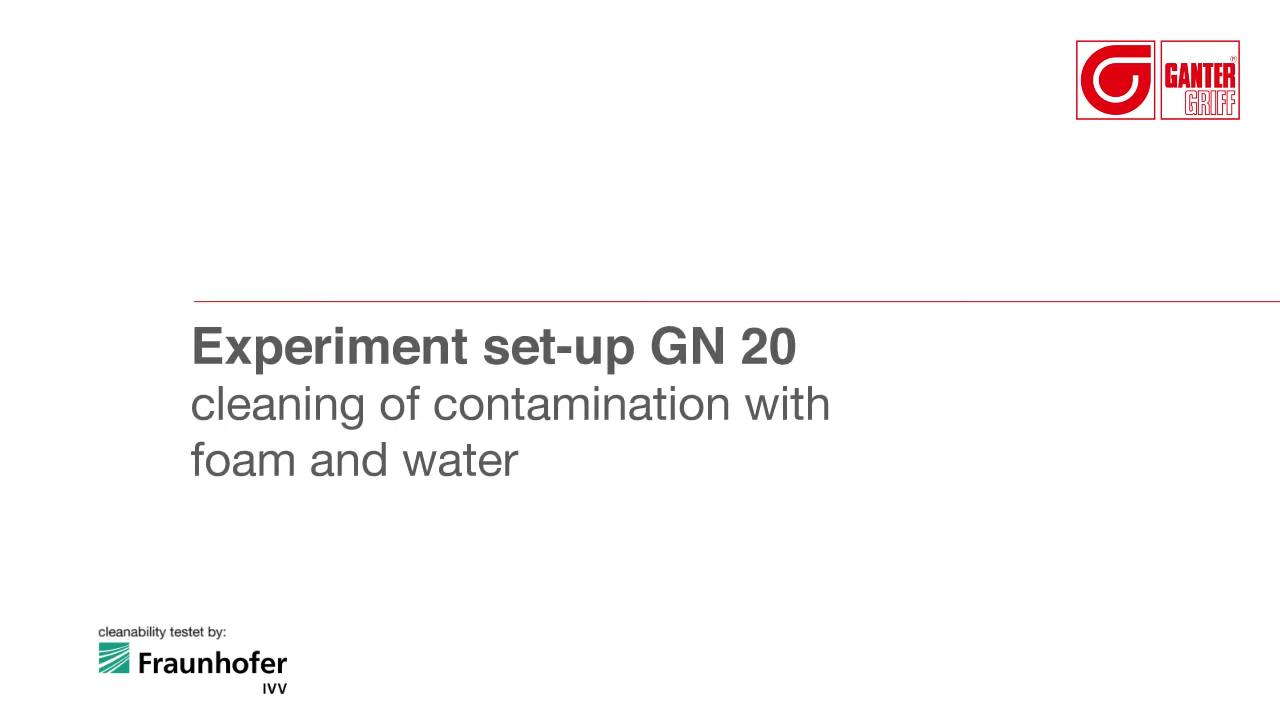 GANTER®
GRIFF
Experiment set-up GN 20
cleaning of contamination with
foam and water
cleanability testet by:
Fraunhofer
IVV